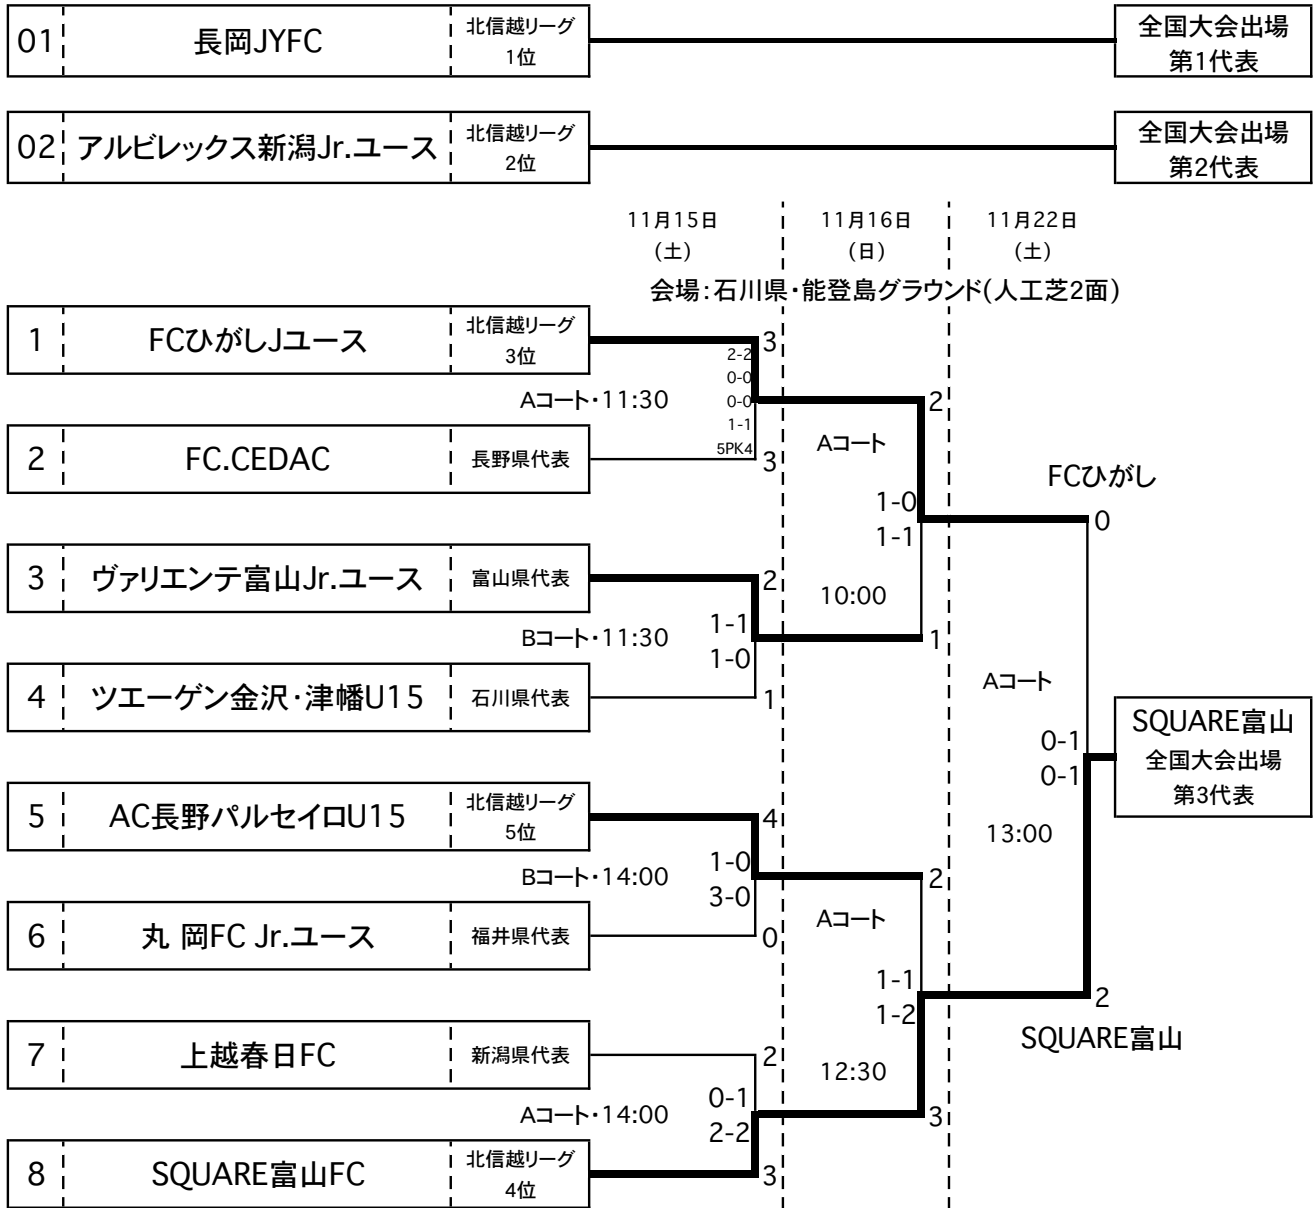 01 長岡JYFC 北信越リーグ 1位 全国大会出場 第1代表
02 アルビレックス新潟Jr.ユース 北信越リーグ 2位 全国大会出場 第2代表
11月15日 11月16日 11月22日
(土) (日) (土)
会場:石川県・能登島グラウンド(人工芝2面)
1 FCひがしJユース 北信越リーグ 3位
3
2-2
0-0
Aコート・11:30 0-0
1-1
5PK4
2 FC.CEDAC 長野県代表
3
2
Aコート
1-0
1-1
10:00
1
FCひがし
0
3 ヴァリエンテ富山Jr.ユース 富山県代表
2
1-1
Bコート・11:30
1-0
4 ツエーゲン金沢・津幡U15 石川県代表
1
Aコート
0-1
0-1
13:00
SQUARE富山
全国大会出場
第3代表
5 AC長野パルセイロU15 北信越リーグ 5位
4
1-0
Bコート・14:00
3-0
6 丸 岡FC Jr.ユース 福井県代表
0
2
Aコート
1-1
1-2
12:30
3
2
SQUARE富山
7 上越春日FC 新潟県代表
2
0-1
Aコート・14:00
2-2
8 SQUARE富山FC 北信越リーグ 4位
3